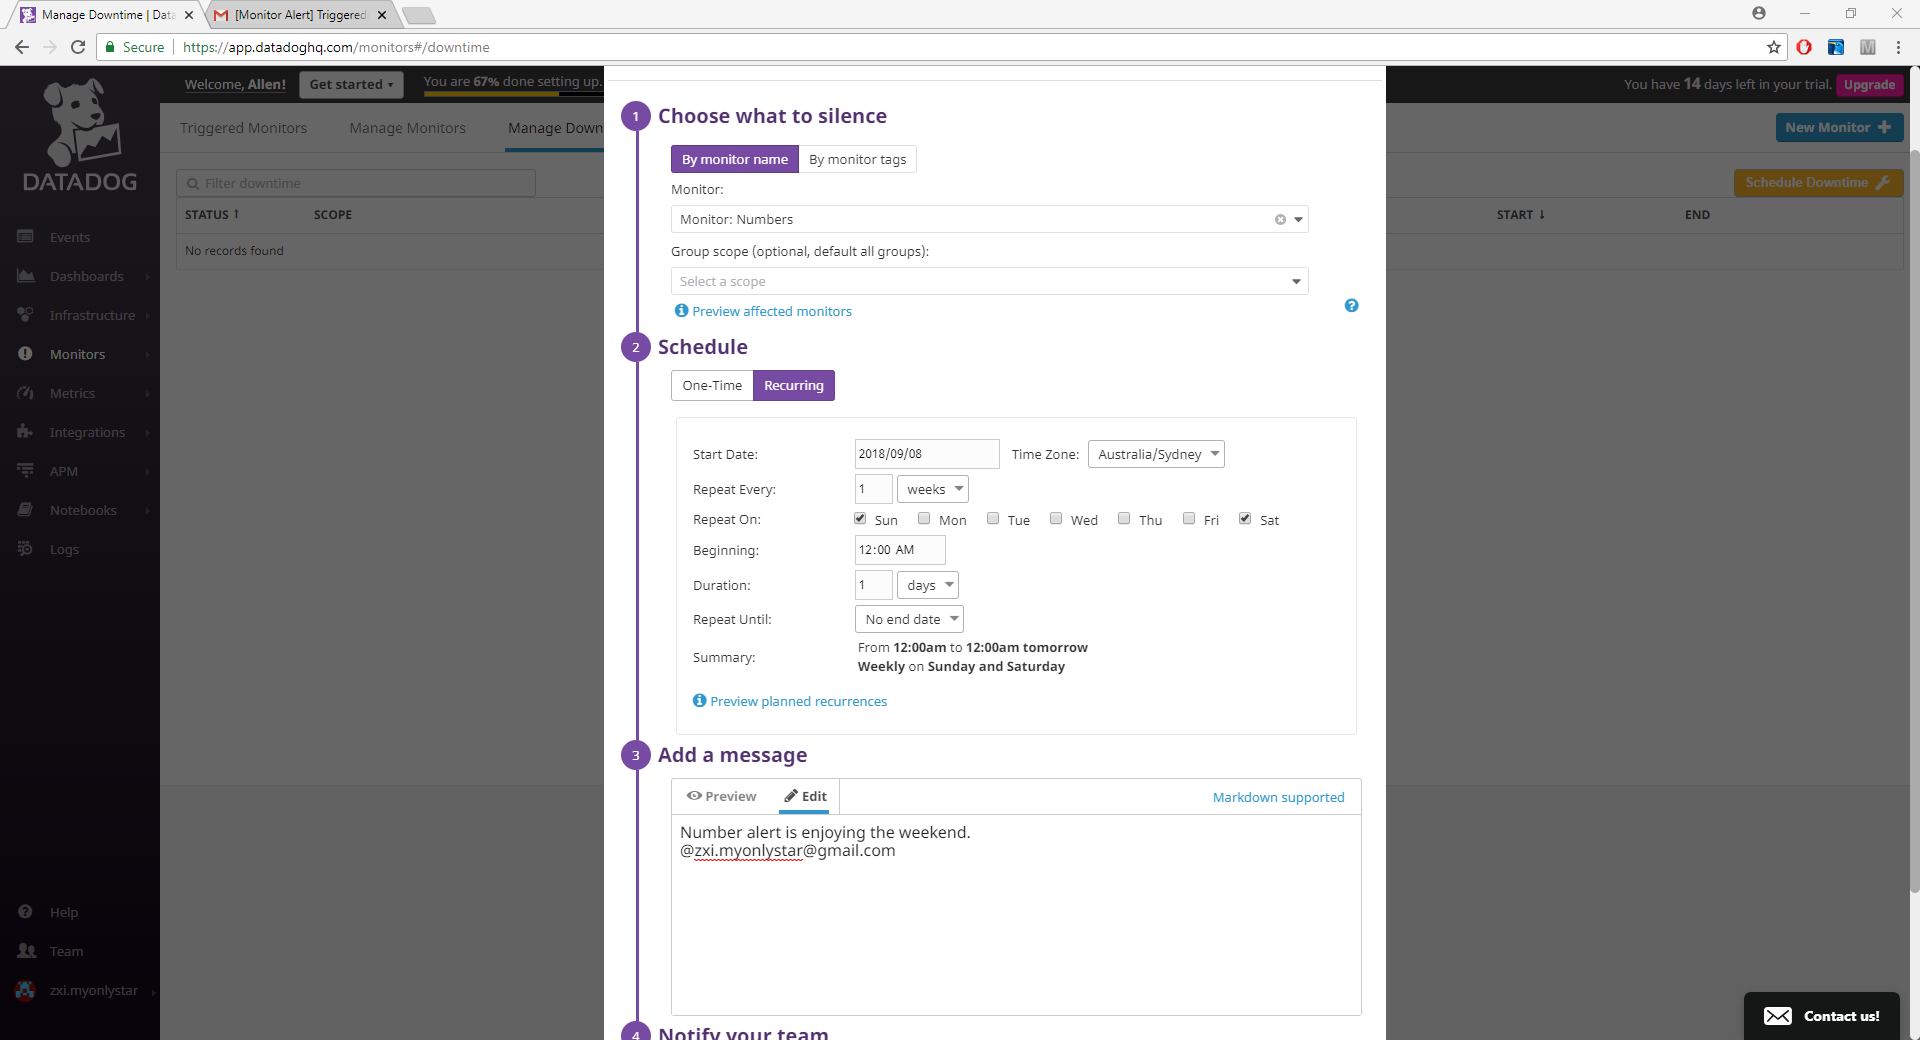 Manage Downtime | Data
[Monitor Alert] Triggered
Secure
https://app.datadoghq.com/monitors#/downtime
DATADOG
Events
Dashboards
Infrastructure
Monitors
Metrics
Integrations
APM
Notebooks
Logs
Help
Team
zxi.myonlystar
Welcome, Allen!
Get started
You are 67% done setting up.
You have 14 days left in your trial.
Upgrade
Triggered Monitors
Manage Monitors
Manage Down
New Monitor
Filter downtime
Schedule Downtime
STATUS
SCOPE
START
END
No records found
1
Choose what to silence
By monitor name
By monitor tags
Monitor:
Monitor: Numbers
Group scope (optional, default all groups):
Select a scope
Preview affected monitors
2
Schedule
One-Time
Recurring
Start Date:
2018/09/08
Time Zone:
Australia/Sydney
Repeat Every:
1
weeks
Repeat On:
Sun
Mon
Tue
Wed
Thu
Fri
Sat
Beginning:
12:00 AM
Duration:
1
days
Repeat Until:
No end date
Summary:
From 12:00am to 12:00am tomorrow
Weekly on Sunday and Saturday
Preview planned recurrences
3
Add a message
Preview
Edit
Markdown supported
Number alert is enjoying the weekend.
@zxi.myonlystar@gmail.com
4
Notify your team
Contact us!